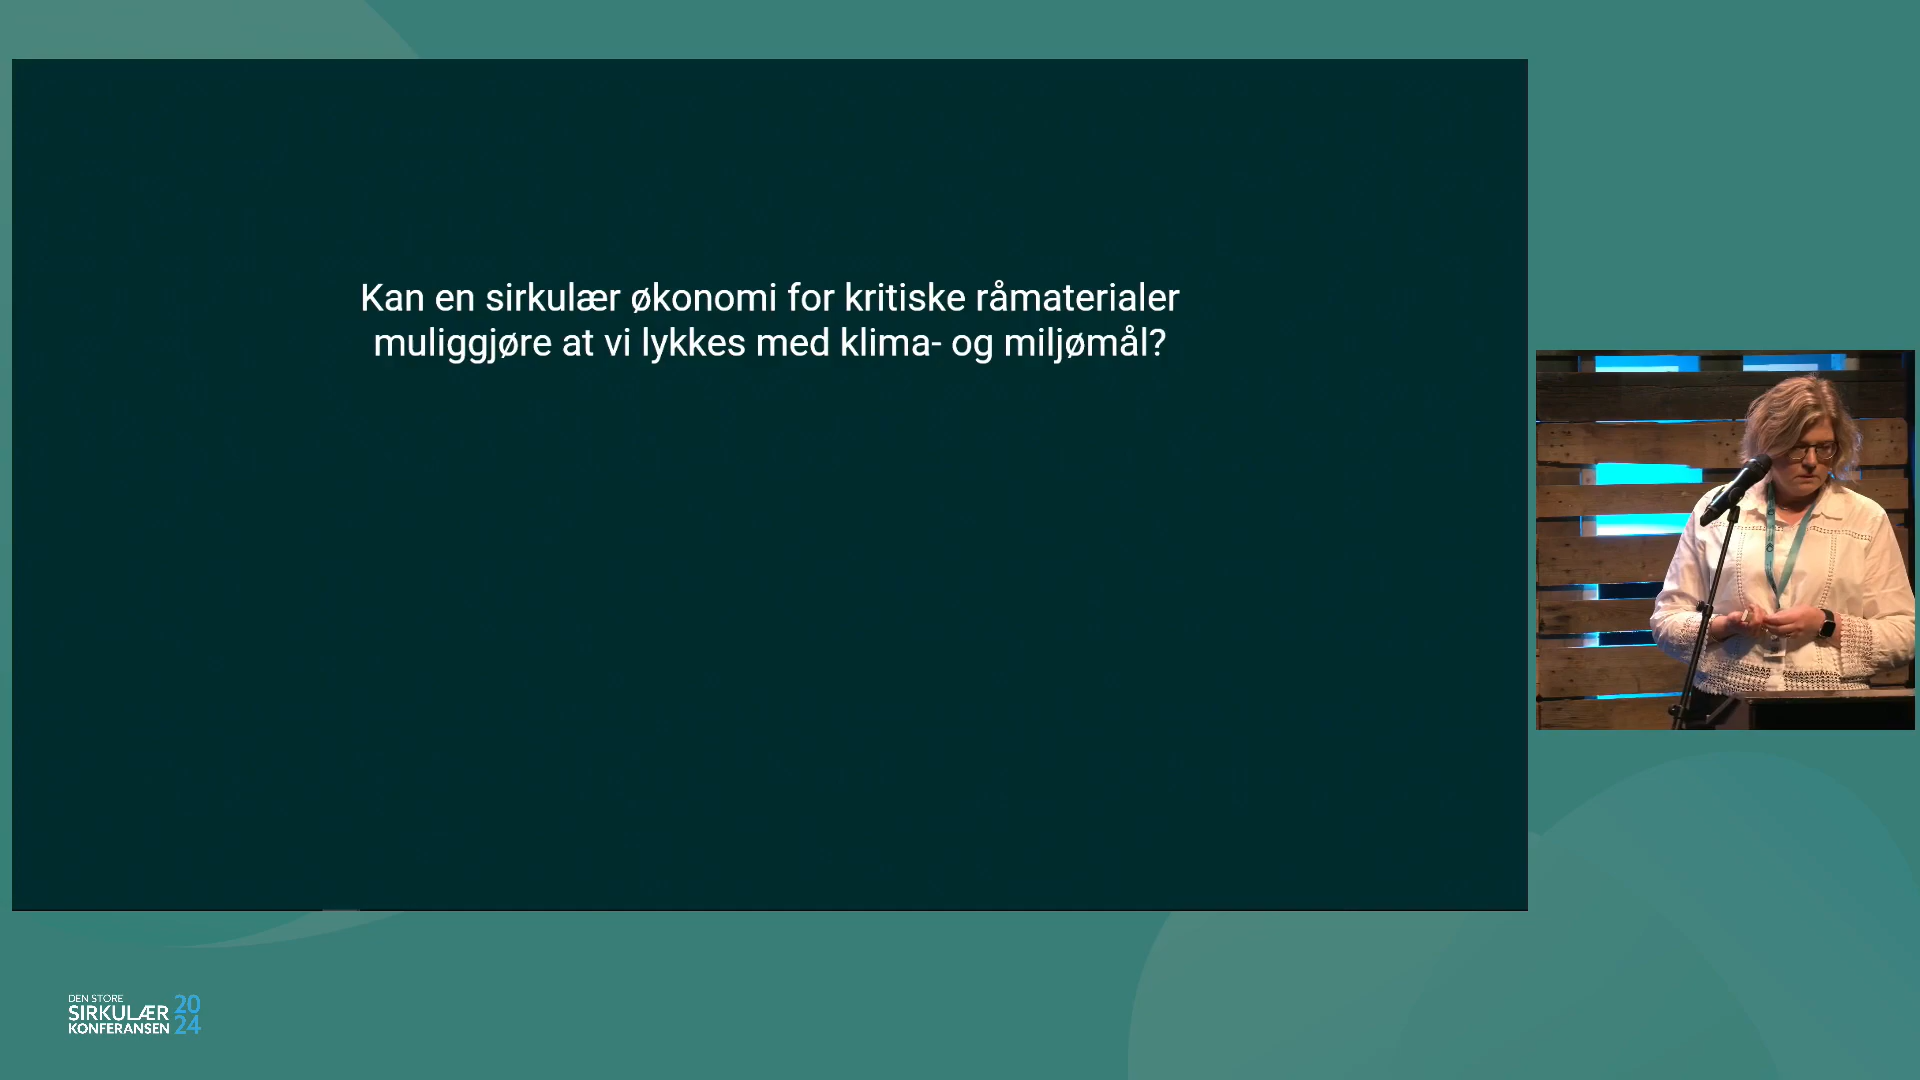 Kan en sirkulær økonomi for kritiske råmaterialer
muliggjøre at vi lykkes med klima- og miljømål?
DEN STORE
SIRKULÆR
KONFERANSEN
20
24